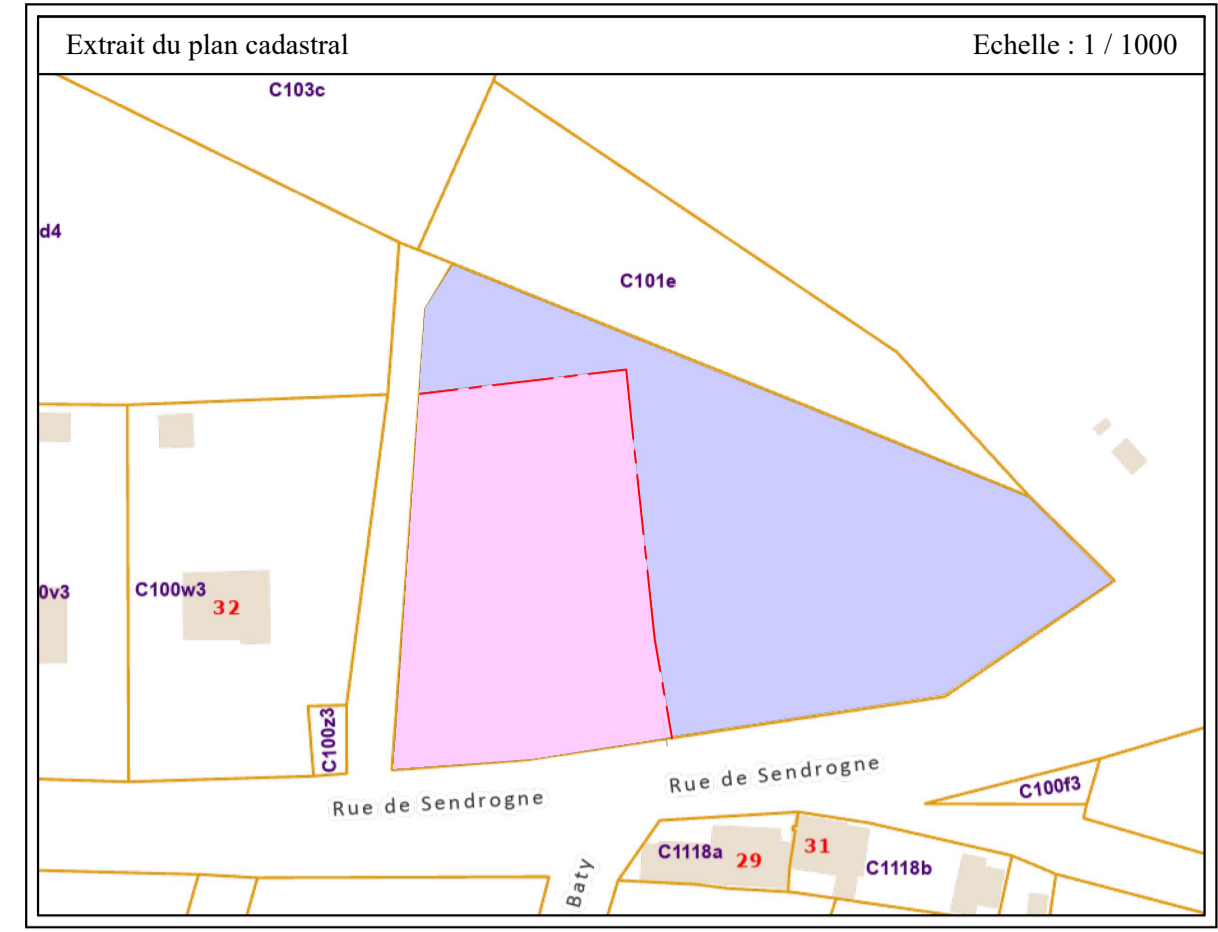 Extrait du plan cadastral
Echelle : 1 / 1000
C103c
d4
C101e
0v3
C100w3
32
C100z3
Rue de Sendrogne
Rue de Sendrogne
C100f3
C1118a
29
31
C1118b
Baty